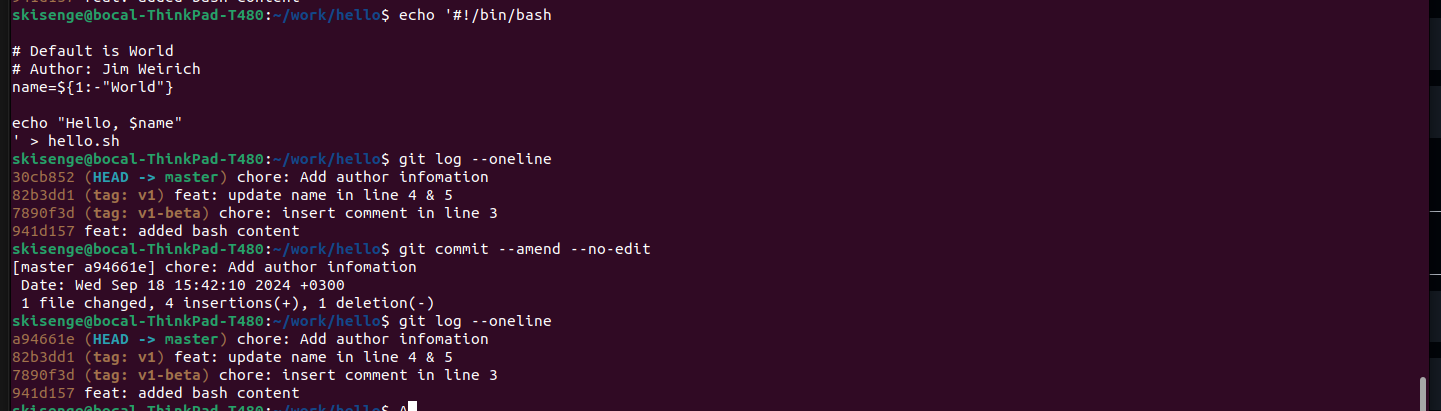 941d157 feat: added bash content
skisenge@bocal-ThinkPad-T480:~/work/hello$ echo '#!/bin/bash
# Default is World
# Author: Jim Weirich
name=${1:-"World"}
echo "Hello, $name"
' > hello.sh
skisenge@bocal-ThinkPad-T480:~/work/hello$ git log --oneline
30cb852 (HEAD -> master) chore: Add author infomation
82b3dd1 (tag: v1) feat: update name in line 4 & 5
7890f3d (tag: v1-beta) chore: insert comment in line 3
941d157 feat: added bash content
skisenge@bocal-ThinkPad-T480:~/work/hello$ git commit --amend --no-edit
[master a94661e] chore: Add author infomation
Date: Wed Sep 18 15:42:10 2024 +0300
1 file changed, 4 insertions(+), 1 deletion(-)
skisenge@bocal-ThinkPad-T480:~/work/hello$ git log --oneline
a94661e (HEAD -> master) chore: Add author infomation
82b3dd1 (tag: v1) feat: update name in line 4 & 5
7890f3d (tag: v1-beta) chore: insert comment in line 3
941d157 feat: added bash content
skisenge@bocal-ThinkPad-T480:~/work/hello$ A